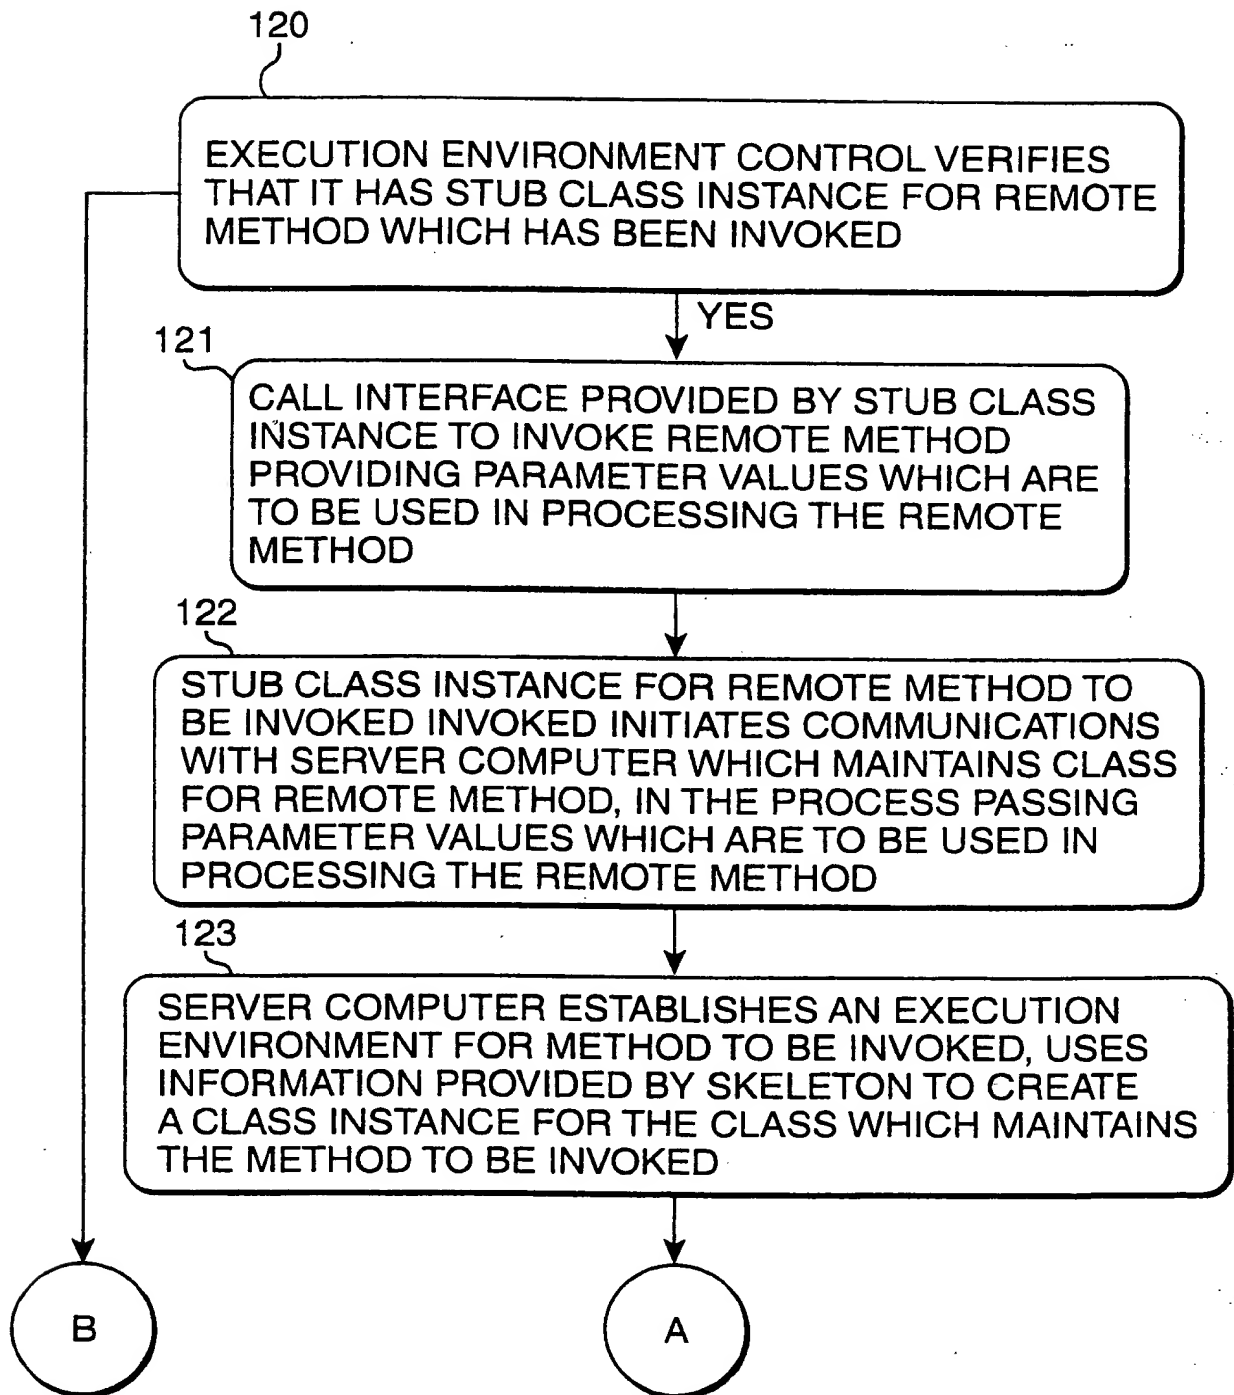 120
EXECUTION ENVIRONMENT CONTROL VERIFIES
THAT IT HAS STUB CLASS INSTANCE FOR REMOTE
METHOD WHICH HAS BEEN INVOKED
YES
121
CALL INTERFACE PROVIDED BY STUB CLASS
INSTANCE TO INVOKE REMOTE METHOD
PROVIDING PARAMETER VALUES WHICH ARE
TO BE USED IN PROCESSING THE REMOTE
METHOD
122
STUB CLASS INSTANCE FOR REMOTE METHOD TO
BE INVOKED INVOKED INITIATES COMMUNICATIONS
WITH SERVER COMPUTER WHICH MAINTAINS CLASS
FOR REMOTE METHOD, IN THE PROCESS PASSING
PARAMETER VALUES WHICH ARE TO BE USED IN
PROCESSING THE REMOTE METHOD
123
SERVER COMPUTER ESTABLISHES AN EXECUTION
ENVIRONMENT FOR METHOD TO BE INVOKED, USES
INFORMATION PROVIDED BY SKELETON TO CREATE
A CLASS INSTANCE FOR THE CLASS WHICH MAINTAINS
THE METHOD TO BE INVOKED
B
A